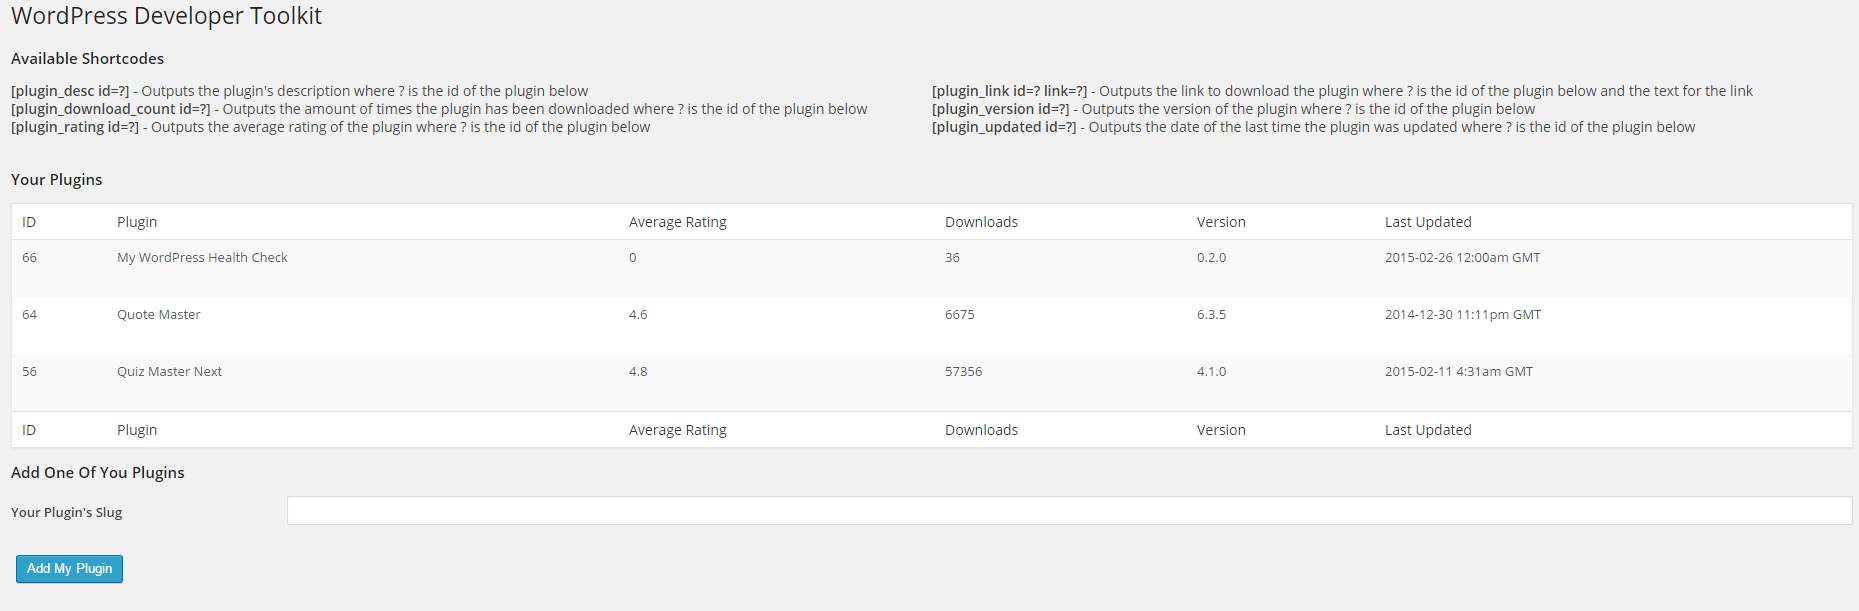 WordPress Developer Toolkit
Available Shortcodes
[plugin_desc id=?] - Outputs the plugin's description where ? is the id of the plugin below
[plugin_download_count id=?] - Outputs the amount of times the plugin has been downloaded where ? is the id of the plugin below
[plugin_rating id=?] - Outputs the average rating of the plugin where ? is the id of the plugin below
[plugin_link id=? link=?] - Outputs the link to download the plugin where ? is the id of the plugin below and the text for the link
[plugin_version id=?] - Outputs the version of the plugin where ? is the id of the plugin below
[plugin_updated id=?] - Outputs the date of the last time the plugin was updated where ? is the id of the plugin below
Your Plugins
ID Plugin Average Rating Downloads Version Last Updated
66 My WordPress Health Check 0 36 0.2.0 2015-02-26 12:00am GMT
64 Quote Master 4.6 6675 6.3.5 2014-12-30 11:11pm GMT
56 Quiz Master Next 4.8 57356 4.1.0 2015-02-11 4:31am GMT
ID Plugin Average Rating Downloads Version Last Updated
Add One Of You Plugins
Your Plugin's Slug
Add My Plugin